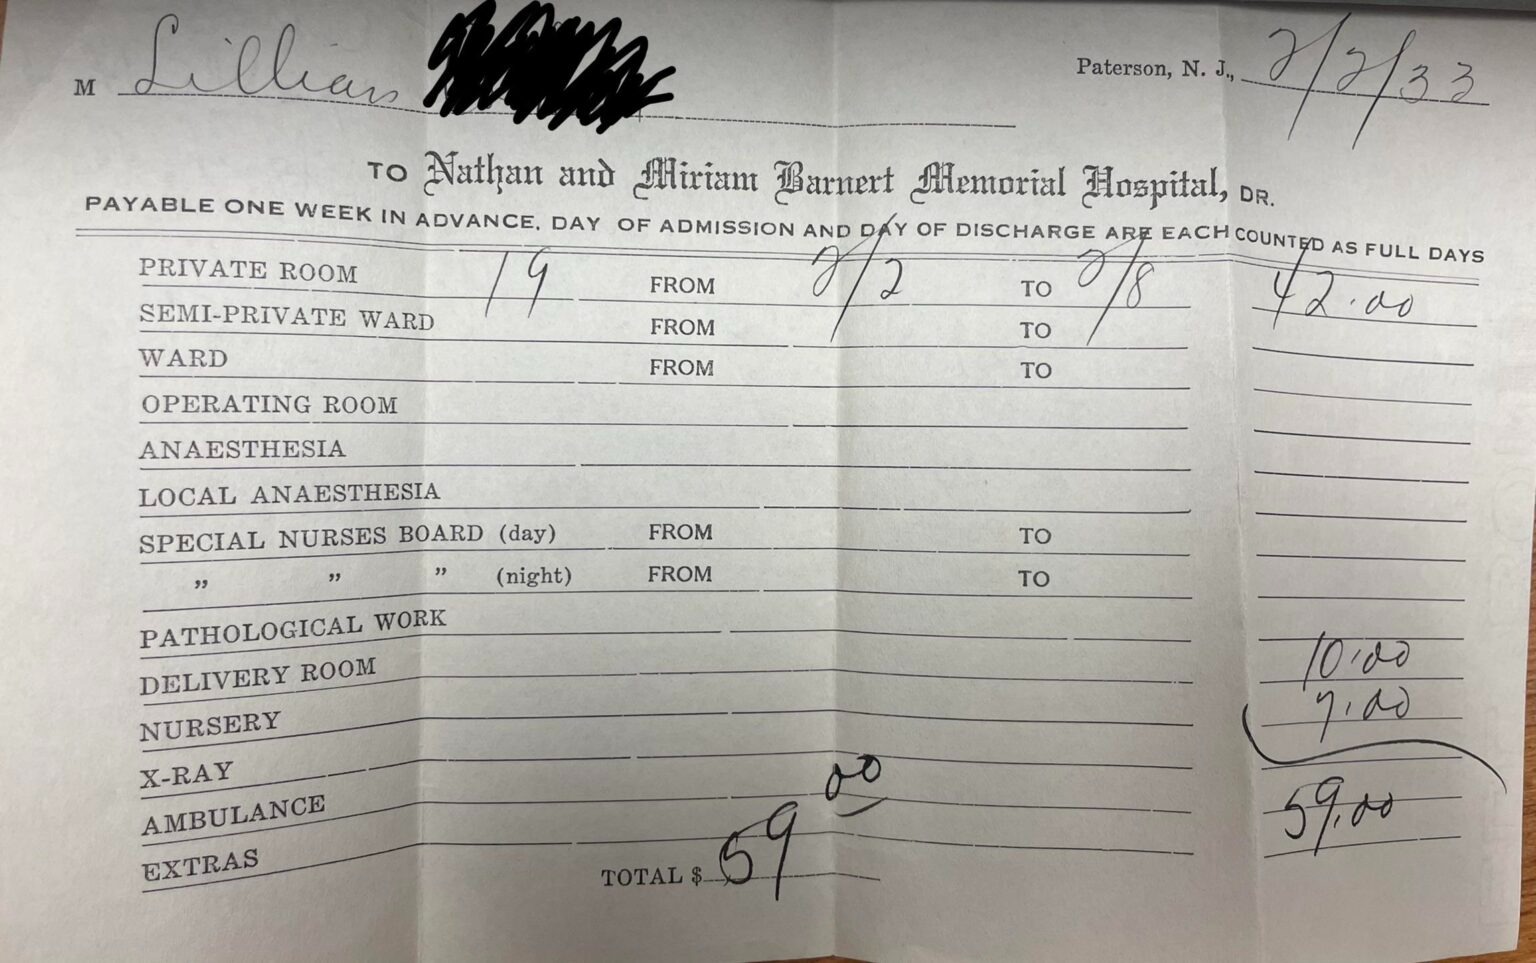 M Lillian Paterson, N. J., 2/2/33
TO Nathan and Miriam Barnert Memorial Hospital, DR.
PAYABLE ONE WEEK IN ADVANCE. DAY OF ADMISSION AND DAY OF DISCHARGE ARE EACH COUNTED AS FULL DAYS
PRIVATE ROOM 19 FROM 2/2 TO 2/8 42.00
SEMI-PRIVATE WARD FROM TO
WARD FROM TO
OPERATING ROOM
ANAESTHESIA
LOCAL ANAESTHESIA
SPECIAL NURSES BOARD (day) FROM TO
„ ” ” (night) FROM TO
PATHOLOGICAL WORK
DELIVERY ROOM 10.00
NURSERY 7.00
X-RAY
AMBULANCE 59.00
EXTRAS
TOTAL $ 59 00